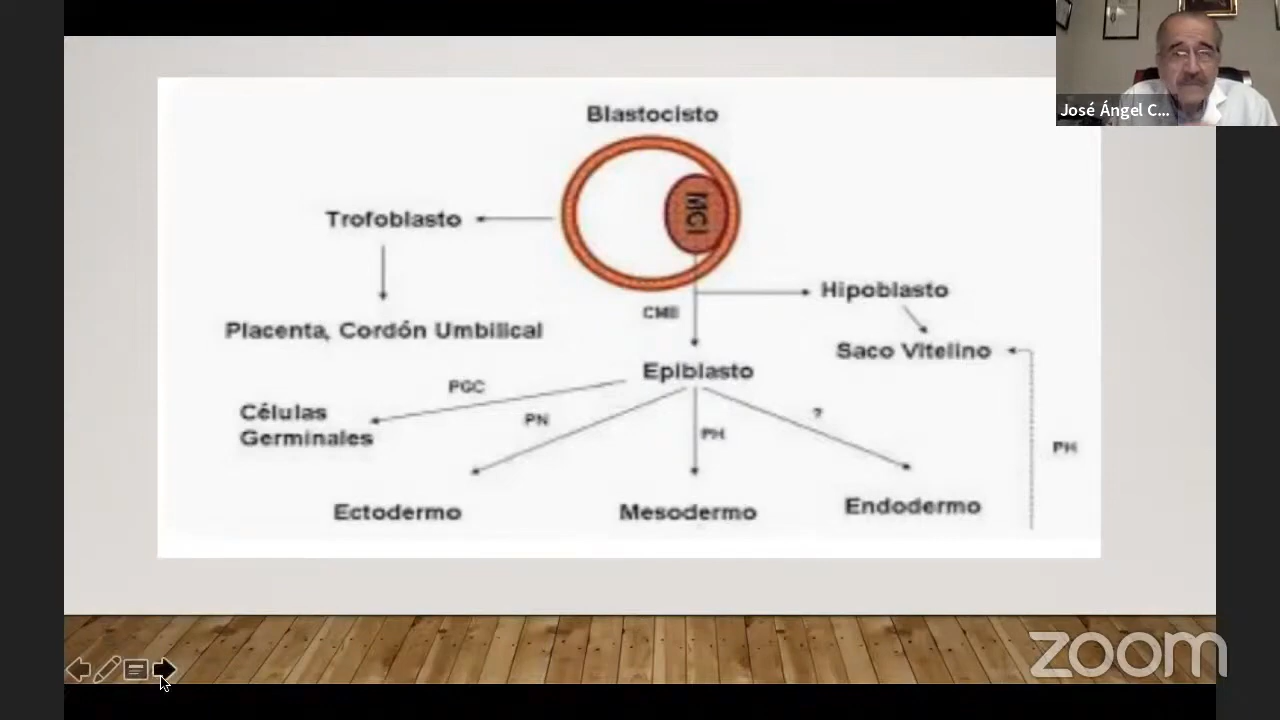 José Ángel C...
Blastocisto
MCI
Trofoblasto
Hipoblasto
CME
Placenta, Cordón Umbilical
Saco Vitelino
Epiblasto
PGC
Células
Germinales
PN
PH
?
PH
Ectodermo
Mesodermo
Endodermo
zoom